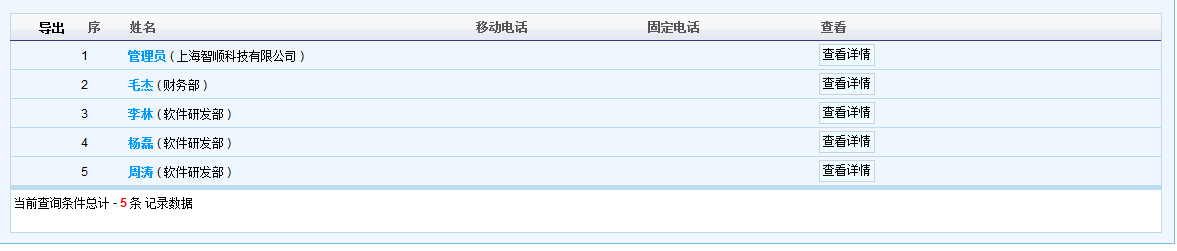 导出 序 姓名 移动电话 固定电话 查看
1 管理员 ( 上海智顺科技有限公司 ) 查看详情
2 毛杰 ( 财务部 ) 查看详情
3 李林 ( 软件研发部 ) 查看详情
4 杨磊 ( 软件研发部 ) 查看详情
5 周涛 ( 软件研发部 ) 查看详情
当前查询条件总计 - 5 条 记录数据